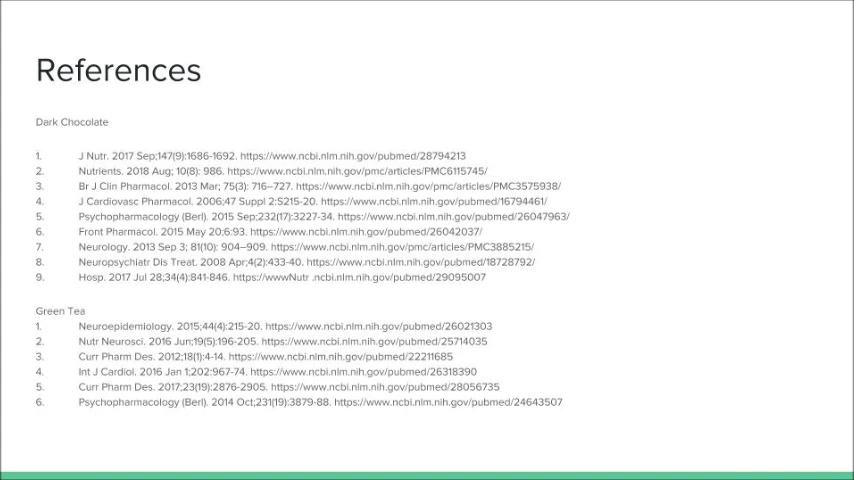 References
Dark Chocolate
1. J Nutr. 2017 Sep;147(9):1686-1692. https://www.ncbi.nlm.nih.gov/pubmed/28794213
2. Nutrients. 2018 Aug; 10(8): 986. https://www.ncbi.nlm.nih.gov/pmc/articles/PMC6115745/
3. Br J Clin Pharmacol. 2013 Mar; 75(3): 716–727. https://www.ncbi.nlm.nih.gov/pmc/articles/PMC3575938/
4. J Cardiovasc Pharmacol. 2006;47 Suppl 2:S215-20. https://www.ncbi.nlm.nih.gov/pubmed/16794461/
5. Psychopharmacology (Berl). 2015 Sep;232(17):3227-34. https://www.ncbi.nlm.nih.gov/pubmed/26047963/
6. Front Pharmacol. 2015 May 20;6:93. https://www.ncbi.nlm.nih.gov/pubmed/26042037/
7. Neurology. 2013 Sep 3; 81(10): 904–909. https://www.ncbi.nlm.nih.gov/pmc/articles/PMC3885215/
8. Neuropsychiatr Dis Treat. 2008 Apr;4(2):433-40. https://www.ncbi.nlm.nih.gov/pubmed/18728792/
9. Hosp. 2017 Jul 28;34(4):841-846. https://wwwNutr .ncbi.nlm.nih.gov/pubmed/29095007
Green Tea
1. Neuroepidemiology. 2015;44(4):215-20. https://www.ncbi.nlm.nih.gov/pubmed/26021303
2. Nutr Neurosci. 2016 Jun;19(5):196-205. https://www.ncbi.nlm.nih.gov/pubmed/25714035
3. Curr Pharm Des. 2012;18(1):4-14. https://www.ncbi.nlm.nih.gov/pubmed/22211685
4. Int J Cardiol. 2016 Jan 1;202:967-74. https://www.ncbi.nlm.nih.gov/pubmed/26318390
5. Curr Pharm Des. 2017;23(19):2876-2905. https://www.ncbi.nlm.nih.gov/pubmed/28056735
6. Psychopharmacology (Berl). 2014 Oct;231(19):3879-88. https://www.ncbi.nlm.nih.gov/pubmed/24643507